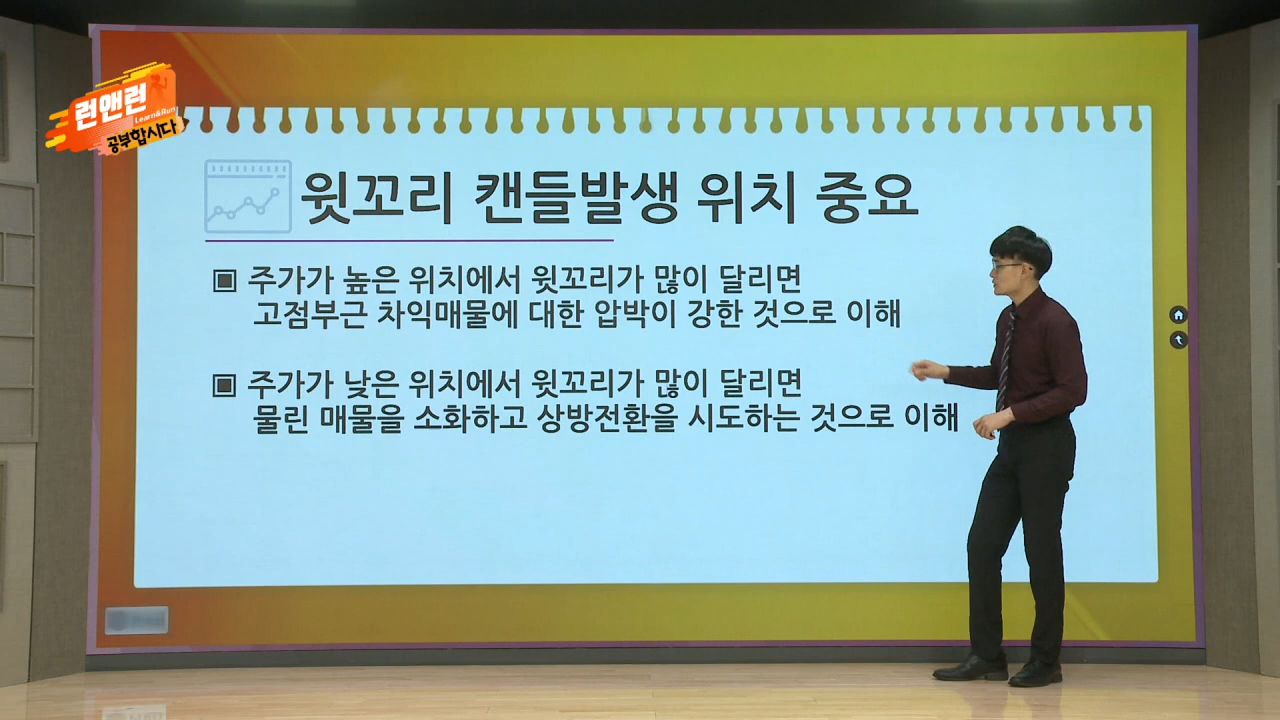 런앤런
Learn&Run
공부합시다
윗꼬리 캔들발생 위치 중요
▣ 주가가 높은 위치에서 윗꼬리가 많이 달리면
고점부근 차익매물에 대한 압박이 강한 것으로 이해
▣ 주가가 낮은 위치에서 윗꼬리가 많이 달리면
물린 매물을 소화하고 상방전환을 시도하는 것으로 이해